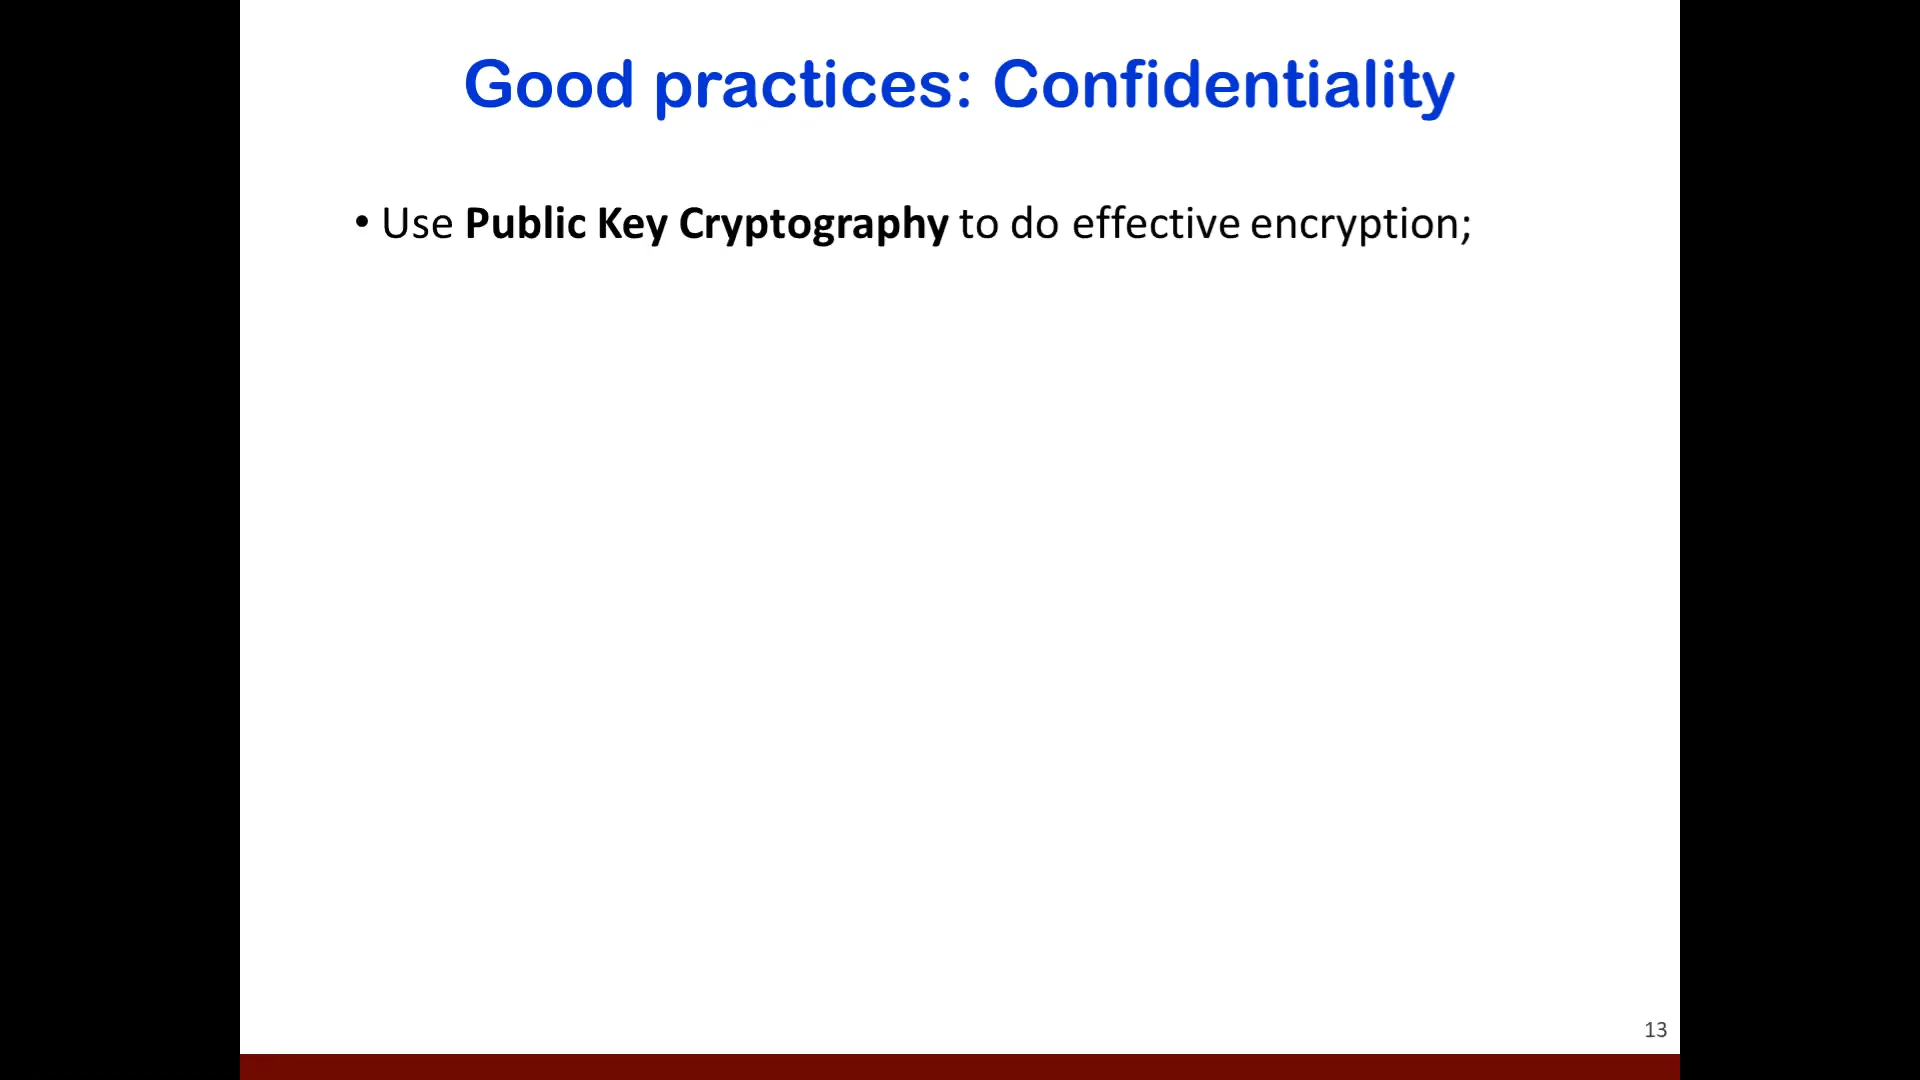 Good practices: Confidentiality
• Use Public Key Cryptography to do effective encryption;
13